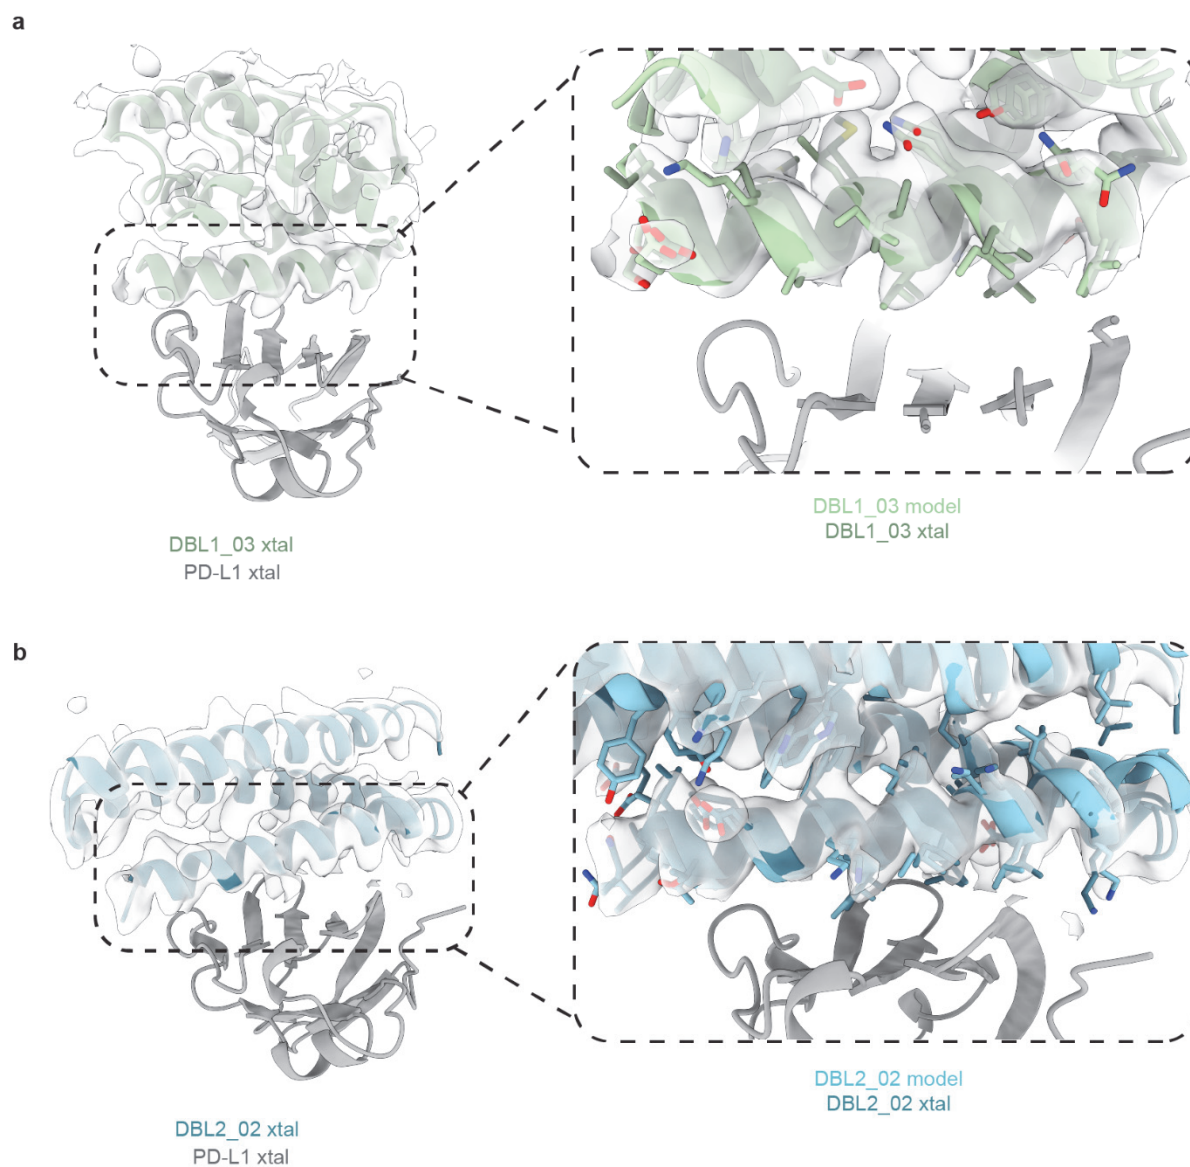 a
DBL1_03 model
DBL1_03 xtal
DBL1_03 xtal
PD-L1 xtal
b
DBL2_02 model
DBL2_02 xtal
DBL2_02 xtal
PD-L1 xtal